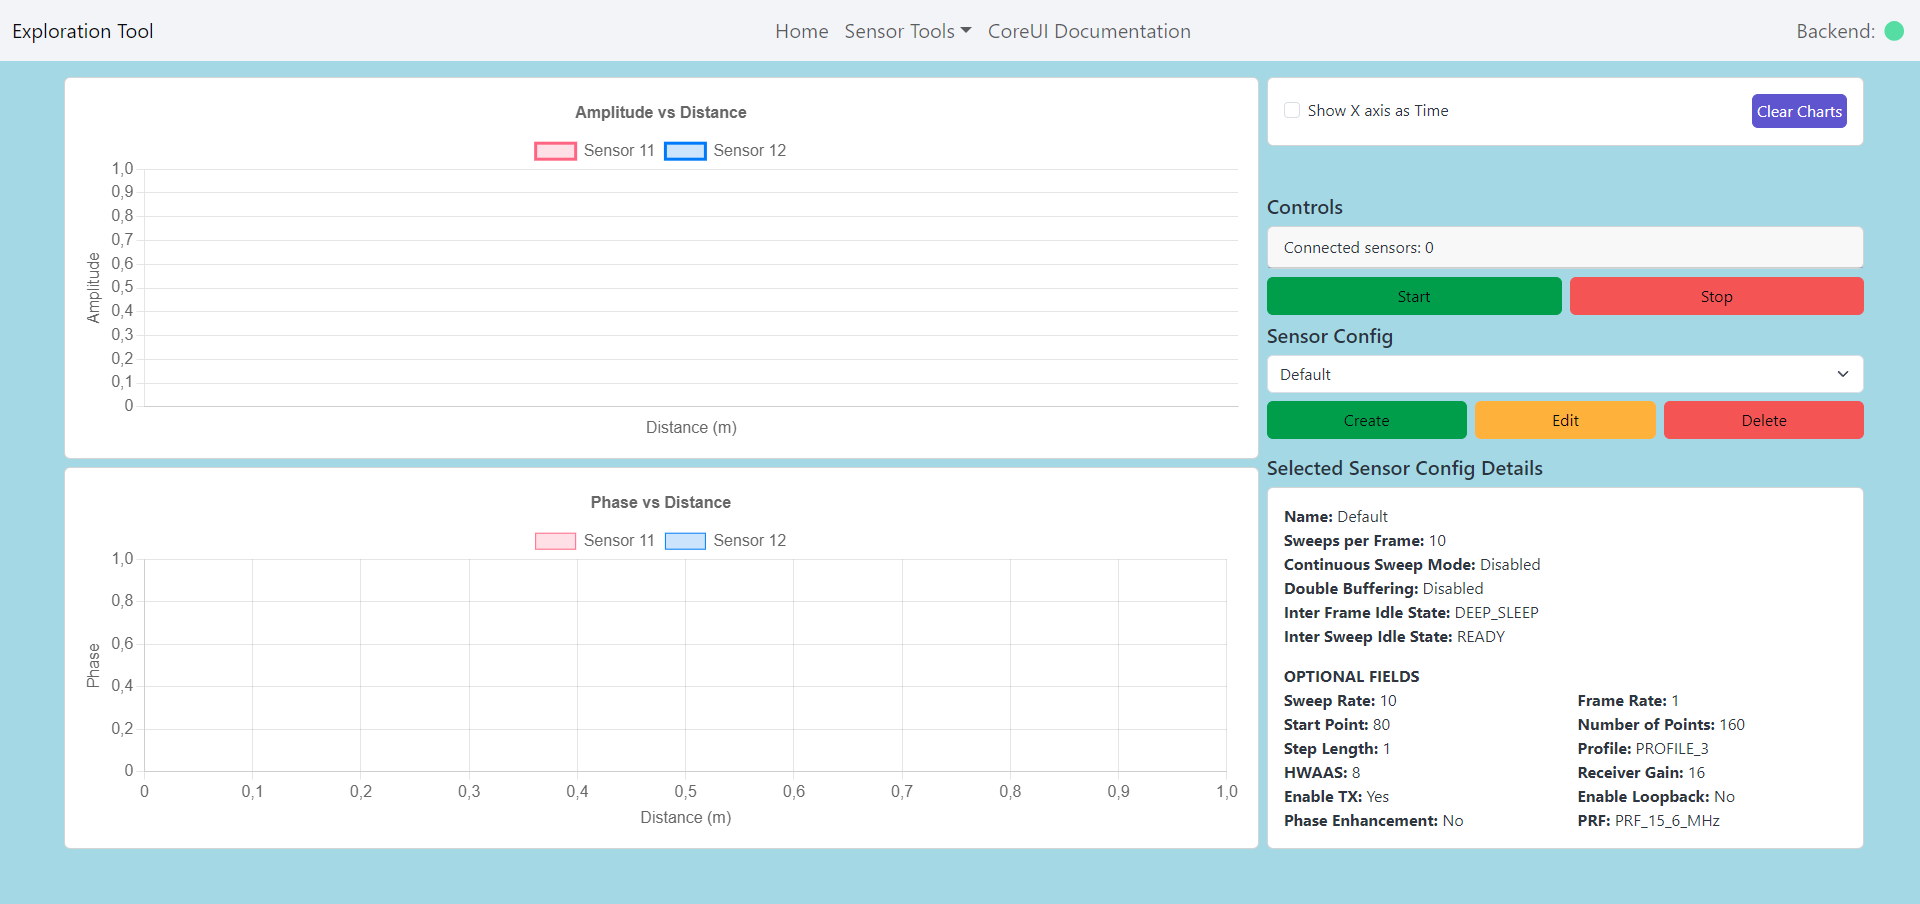 Exploration Tool
Home
Sensor Tools
CoreUI Documentation
Backend:
Amplitude vs Distance
Sensor 11
Sensor 12
1,0
0,9
0,8
0,7
0,6
0,5
0,4
0,3
0,2
0,1
0
Amplitude
Distance (m)
Phase vs Distance
Sensor 11
Sensor 12
1,0
0,8
0,6
0,4
0,2
0
Phase
0
0,1
0,2
0,3
0,4
0,5
0,6
0,7
0,8
0,9
1,0
Distance (m)
Show X axis as Time
Clear Charts
Controls
Connected sensors: 0
Start
Stop
Sensor Config
Default
Create
Edit
Delete
Selected Sensor Config Details
Name: Default
Sweeps per Frame: 10
Continuous Sweep Mode: Disabled
Double Buffering: Disabled
Inter Frame Idle State: DEEP_SLEEP
Inter Sweep Idle State: READY
OPTIONAL FIELDS
Sweep Rate: 10
Frame Rate: 1
Start Point: 80
Number of Points: 160
Step Length: 1
Profile: PROFILE_3
HWAAS: 8
Receiver Gain: 16
Enable TX: Yes
Enable Loopback: No
Phase Enhancement: No
PRF: PRF_15_6_MHz